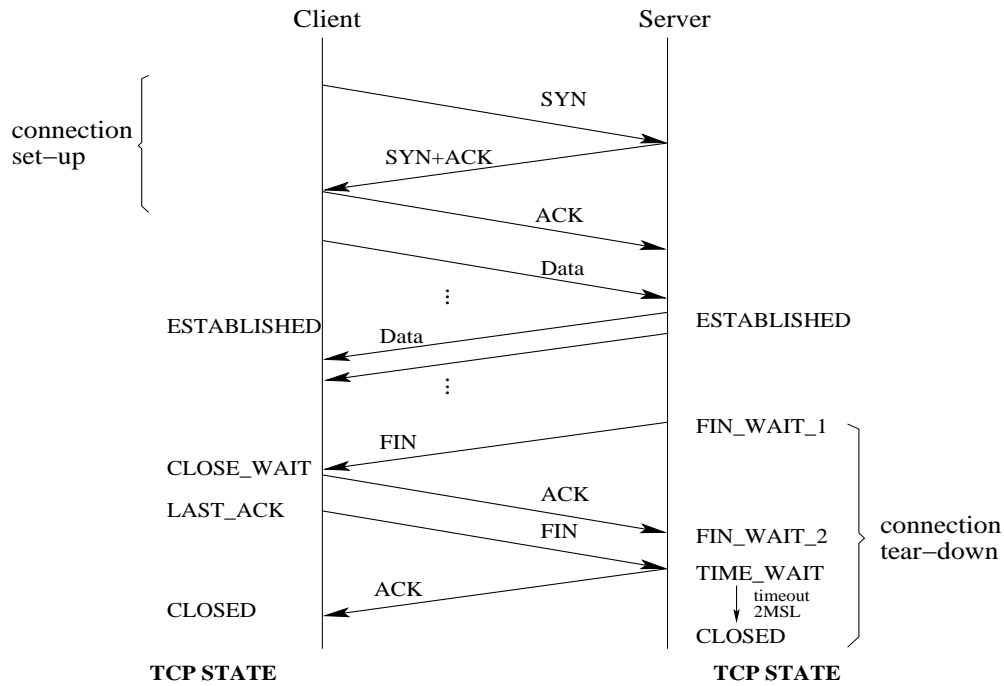 Client
Server
SYN
connection
set−up
SYN+ACK
ACK
Data
⋮
ESTABLISHED
ESTABLISHED
Data
⋮
FIN_WAIT_1
FIN
CLOSE_WAIT
ACK
LAST_ACK
FIN
FIN_WAIT_2
connection
tear−down
TIME_WAIT
ACK
timeout
2MSL
CLOSED
CLOSED
TCP STATE
TCP STATE